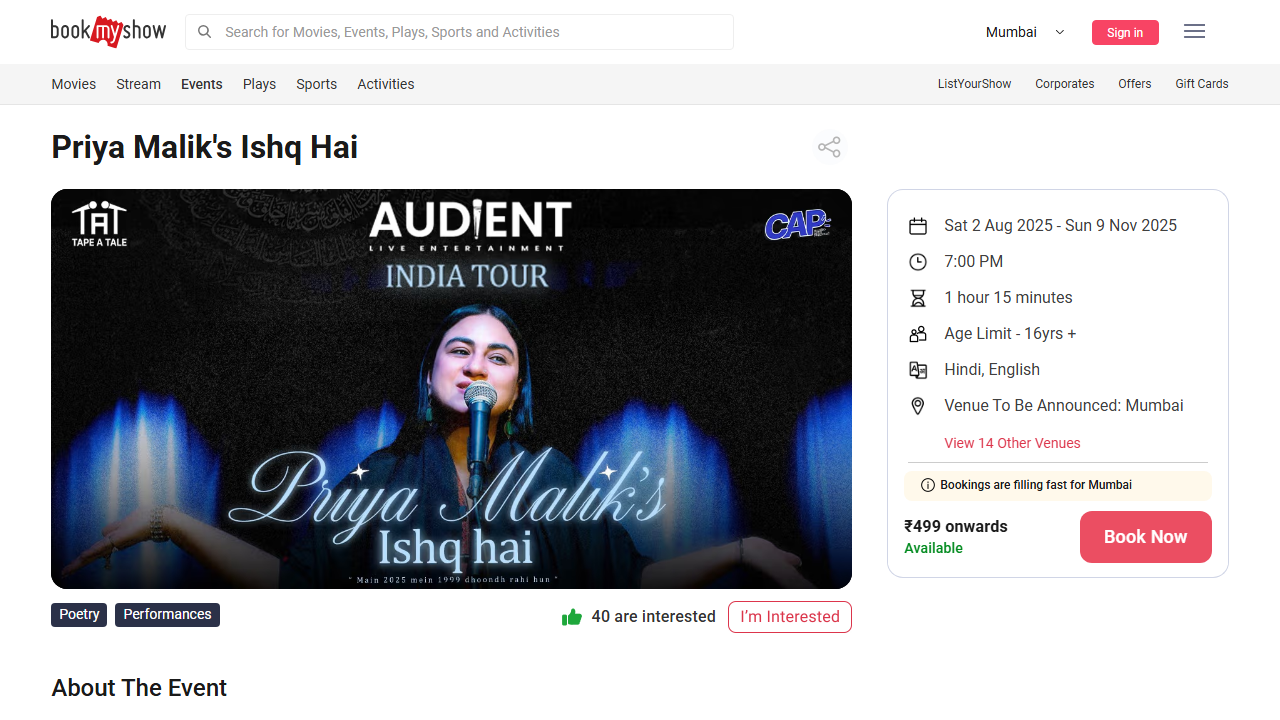 bookmyshow
Search for Movies, Events, Plays, Sports and Activities
Mumbai
Sign in
Movies Stream Events Plays Sports Activities
ListYourShow Corporates Offers Gift Cards
Priya Malik's Ishq Hai
TAT
TAPE A TALE
AUDIENT
LIVE ENTERTAINMENT
CAP
INDIA TOUR
Priya Malik's
Ishq hai
" Main 2025 mein 1999 dhoondh rahi hun "
Sat 2 Aug 2025 - Sun 9 Nov 2025
7:00 PM
1 hour 15 minutes
Age Limit - 16yrs +
Hindi, English
Venue To Be Announced: Mumbai
View 14 Other Venues
Bookings are filling fast for Mumbai
₹499 onwards
Available
Book Now
Poetry Performances
40 are interested
I'm Interested
About The Event